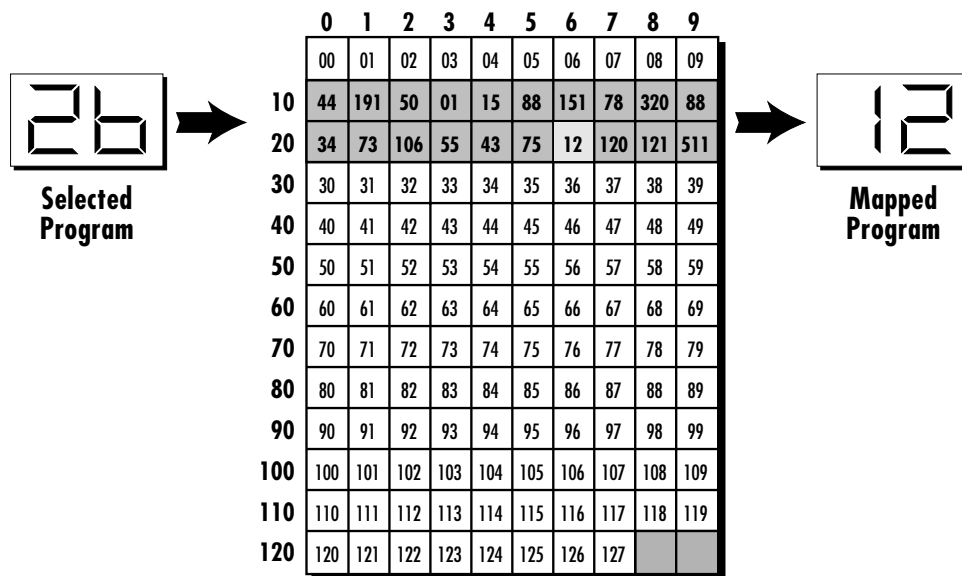 0 1 2 3 4 5 6 7 8 9
00 01 02 03 04 05 06 07 08 09
10 44 191 50 01 15 88 151 78 320 88
20 34 73 106 55 43 75 12 120 121 511
30 30 31 32 33 34 35 36 37 38 39
40 40 41 42 43 44 45 46 47 48 49
50 50 51 52 53 54 55 56 57 58 59
60 60 61 62 63 64 65 66 67 68 69
70 70 71 72 73 74 75 76 77 78 79
80 80 81 82 83 84 85 86 87 88 89
90 90 91 92 93 94 95 96 97 98 99
100 100 101 102 103 104 105 106 107 108 109
110 110 111 112 113 114 115 116 117 118 119
120 120 121 122 123 124 125 126 127
26
Selected
Program
12
Mapped
Program